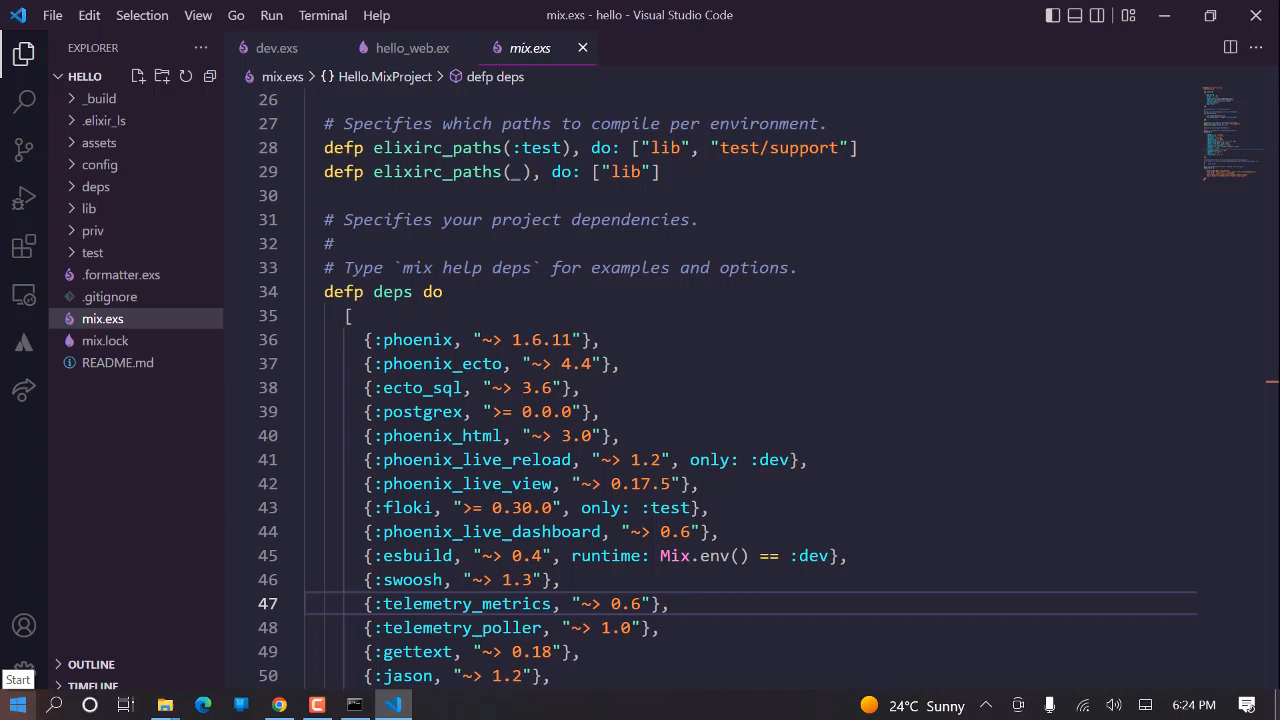 File Edit Selection View Go Run Terminal Help mix.exs - hello - Visual Studio Code
EXPLORER
HELLO
_build
.elixir_ls
assets
config
deps
lib
priv
test
.formatter.exs
.gitignore
mix.exs
mix.lock
README.md
OUTLINE
TIMELINE
Start
dev.exs hello_web.ex mix.exs
mix.exs > {} Hello.MixProject > defp deps
26
27 # Specifies which paths to compile per environment.
28 defp elixirc_paths(:test), do: ["lib", "test/support"]
29 defp elixirc_paths(_), do: ["lib"]
30
31 # Specifies your project dependencies.
32 #
33 # Type `mix help deps` for examples and options.
34 defp deps do
35 [
36 {:phoenix, "~> 1.6.11"},
37 {:phoenix_ecto, "~> 4.4"},
38 {:ecto_sql, "~> 3.6"},
39 {:postgrex, ">= 0.0.0"},
40 {:phoenix_html, "~> 3.0"},
41 {:phoenix_live_reload, "~> 1.2", only: :dev},
42 {:phoenix_live_view, "~> 0.17.5"},
43 {:floki, ">= 0.30.0", only: :test},
44 {:phoenix_live_dashboard, "~> 0.6"},
45 {:esbuild, "~> 0.4", runtime: Mix.env() == :dev},
46 {:swoosh, "~> 1.3"},
47 {:telemetry_metrics, "~> 0.6"},
48 {:telemetry_poller, "~> 1.0"},
49 {:gettext, "~> 0.18"},
50 {:jason, "~> 1.2"},
24°C Sunny 6:24 PM